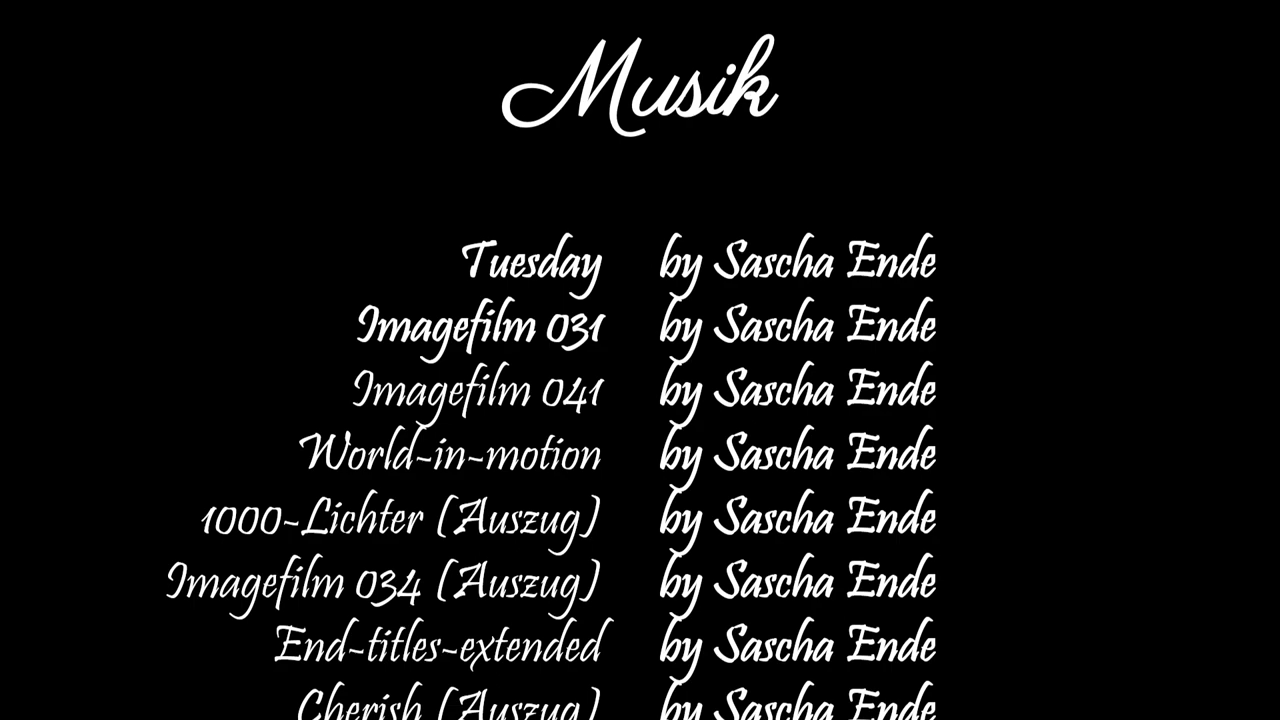 Musik
Tuesday by Sascha Ende
Imagefilm 031 by Sascha Ende
Imagefilm 041 by Sascha Ende
World-in-motion by Sascha Ende
1000-Lichter (Auszug) by Sascha Ende
Imagefilm 034 (Auszug) by Sascha Ende
End-titles-extended by Sascha Ende
Cherish (Auszug) by Sascha Ende